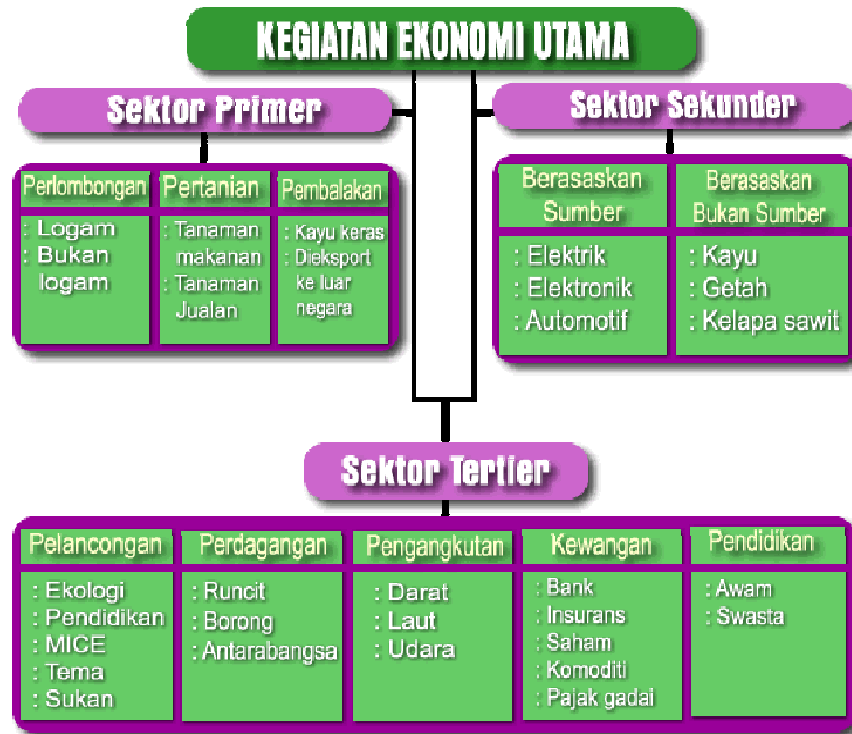 KEGIATAN EKONOMI UTAMA
Sektor Primer
Perlombongan
: Logam
: Bukan
logam
Pertanian
: Tanaman
makanan
: Tanaman
Jualan
Pembalakan
: Kayu keras
: Dieksport
ke luar
negara
Sektor Sekunder
Berasaskan
Sumber
: Elektrik
: Elektronik
: Automotif
Berasaskan
Bukan Sumber
: Kayu
: Getah
: Kelapa sawit
Sektor Tertier
Pelancongan
: Ekologi
: Pendidikan
: MICE
: Tema
: Sukan
Perdagangan
: Runcit
: Borong
: Antarabangsa
Pengangkutan
: Darat
: Laut
: Udara
Kewangan
: Bank
: Insurans
: Saham
: Komoditi
: Pajak gadai
Pendidikan
: Awam
: Swasta